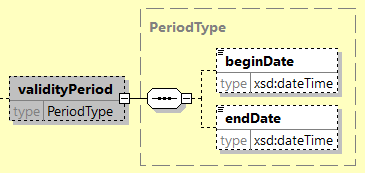 PeriodType
beginDate
type xsd:dateTime
validityPeriod
type PeriodType
endDate
type xsd:dateTime